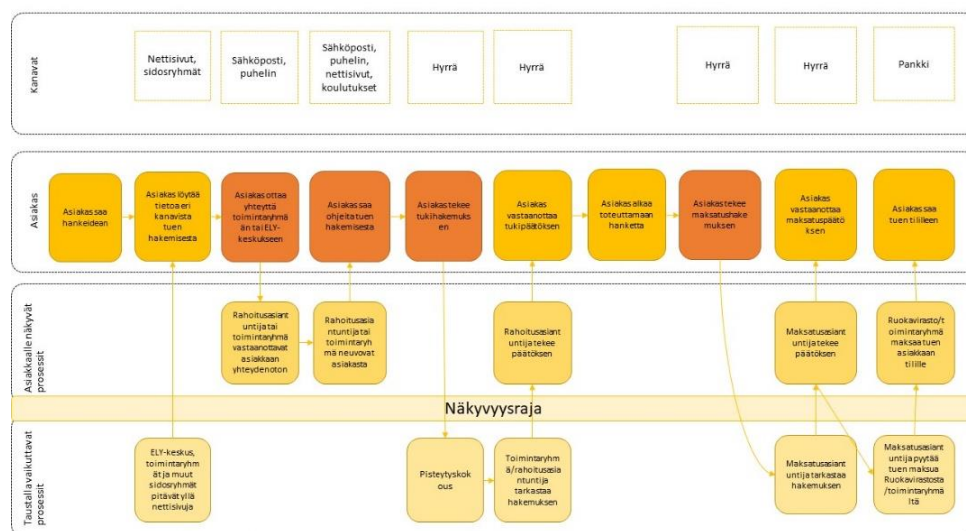 Kanavat
Nettisivut,
sidosryhmät
Sähköposti,
puhelin
Sähköposti,
puhelin,
nettisivut,
koulutukset
Hyrrä
Hyrrä
Hyrrä
Hyrrä
Pankki
Asiakas
Asiakas saa
hankeidean
Asiakas löytää
tietoa eri
kanavista
tuen
hakemisesta
Asiakas ottaa
yhteyttä
toimintaryhm
än tai ELY-
keskukseen
Asiakas saa
ohjeita tuen
hakemisesta
Asiakas tekee
tukihakemuks
en
Asiakas
vastaanottaa
tukipäätöksen
Asiakas alkaa
toteuttamaan
hanketta
Asiakas tekee
maksatushake
muksen
Asiakas
vastaanottaa
maksatuspäätö
ksen
Asiakas saa
tuen tililleen
Asiakkaalle näkyvät
prosessit
Rahoitusasiant
untija tai
toimintaryhmä
vastaanottavat
asiakkaan
yhteydenoton
Rahoitusasia
ntuntija tai
toimintaryh
mä neuvovat
asiakasta
Rahoitusasiant
untija tekee
päätöksen
Maksatusasiant
untija tekee
päätöksen
Ruokavirasto/t
oimintaryhmä
maksaa tuen
asiakkaan
tilille
Näkyvyysraja
Taustalla vaikuttavat
prosessit
ELY-keskus,
toimintaryhm
ät ja muut
sidosryhmät
pitävät yllä
nettisivuja
Pisteytyskok
ous
Toimintaryhm
ä/rahoitusasia
ntuntija
tarkastaa
hakemuksen
Maksatusasiant
untija tarkastaa
hakemuksen
Maksatusasiant
untija pyytää
tuen maksua
Ruokavirastosta
/toimintaryhmä
ltä